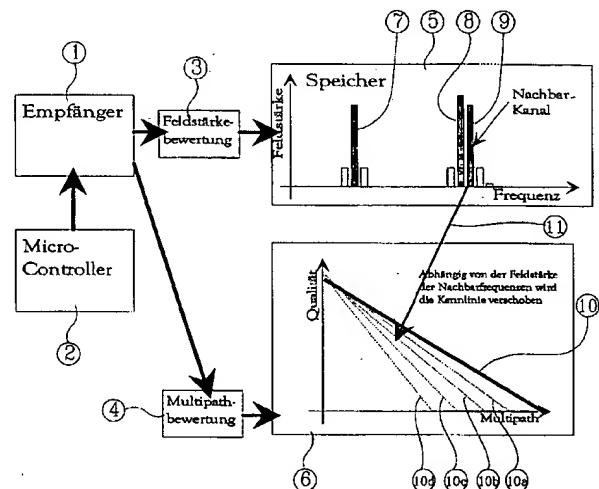 ①
Empfänger
Micro-
Controller
②
③
Feldstärke-
bewertung
④
Multipath-
bewertung
⑦
⑤
⑧
⑨
Speicher
Feldstärke
Nachbar-
Kanal
Frequenz
⑪
Qualität
Abhängig von der Feldstärke
der Nachbarfrequenzen wird
die Kennlinie verschoben
⑩
Multipath
⑥
10d
10c
10b
10a